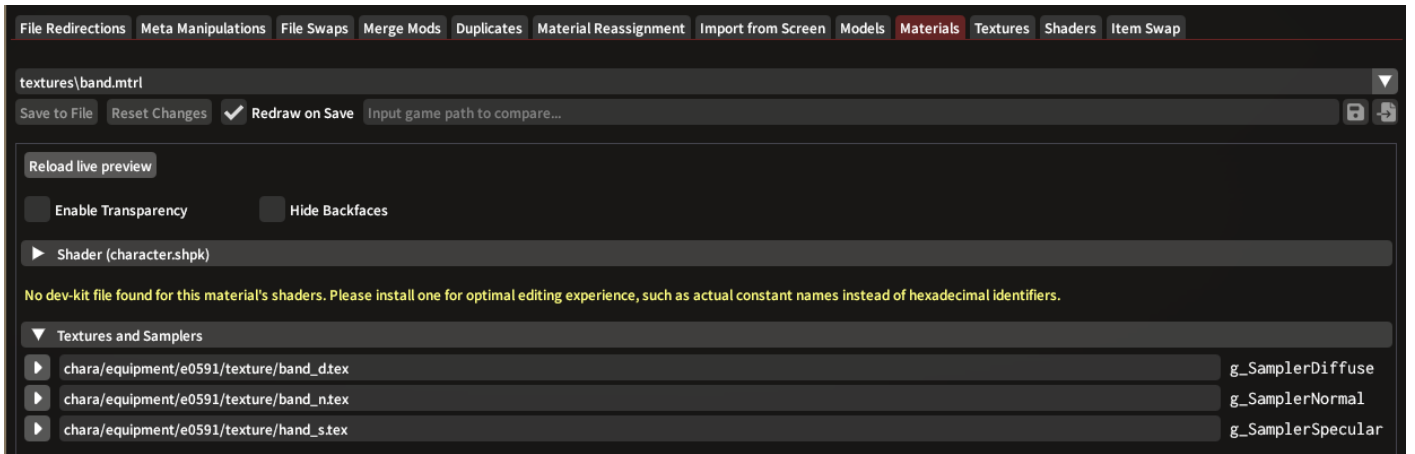 File Redirections Meta Manipulations File Swaps Merge Mods Duplicates Material Reassignment Import from Screen Models Materials Textures Shaders Item Swap
textures\band.mtrl
Save to File Reset Changes Redraw on Save Input game path to compare...
Reload live preview
Enable Transparency Hide Backfaces
Shader (character.shpk)
No dev-kit file found for this material's shaders. Please install one for optimal editing experience, such as actual constant names instead of hexadecimal identifiers.
Textures and Samplers
chara/equipment/e0591/texture/band_d.tex g_SamplerDiffuse
chara/equipment/e0591/texture/band_n.tex g_SamplerNormal
chara/equipment/e0591/texture/hand_s.tex g_SamplerSpecular